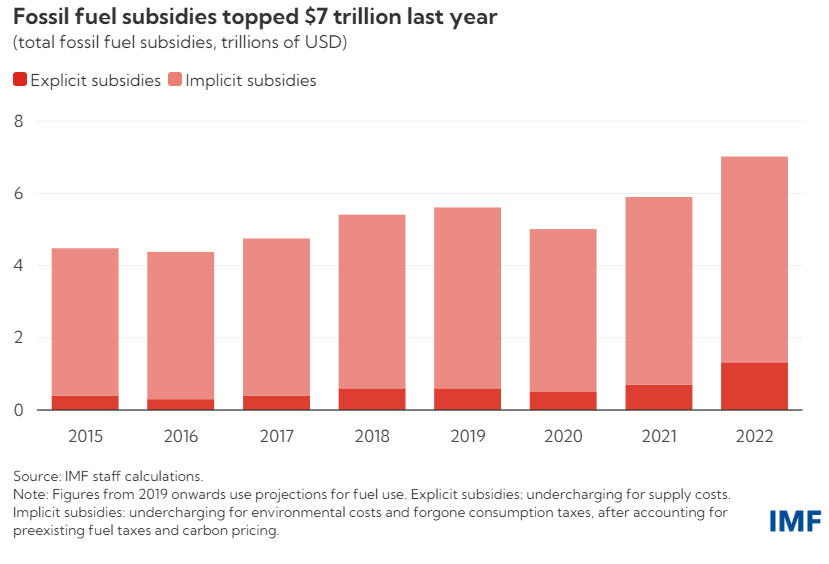 Fossil fuel subsidies topped $7 trillion last year
(total fossil fuel subsidies, trillions of USD)
Explicit subsidies Implicit subsidies
8
6
4
2
0
2015 2016 2017 2018 2019 2020 2021 2022
Source: IMF staff calculations.
Note: Figures from 2019 onwards use projections for fuel use. Explicit subsidies: undercharging for supply costs.
Implicit subsidies: undercharging for environmental costs and forgone consumption taxes, after accounting for
preexisting fuel taxes and carbon pricing.
IMF